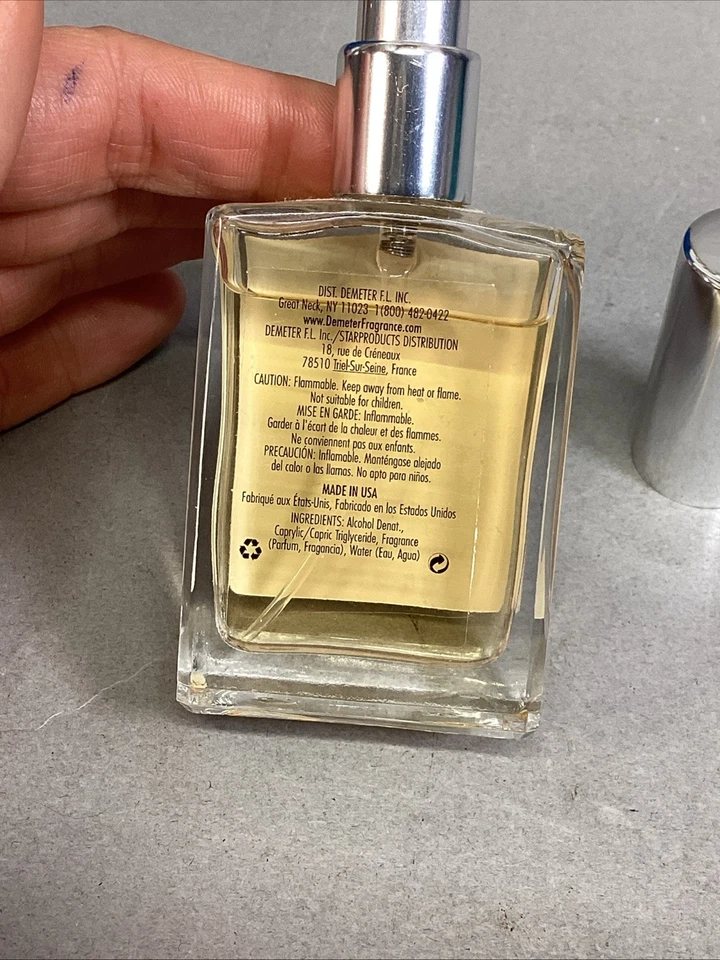 DIST. DEMETER F.L. INC.
Great Neck, NY 11023 1(800) 482-0422
www.DemeterFragrance.com
DEMETER F.L. Inc./STARPRODUCTS DISTRIBUTION
18, rue de Créneaux
78510 Triel-Sur-Seine, France
CAUTION: Flammable. Keep away from heat or flame.
Not suitable for children.
MISE EN GARDE: Inflammable.
Garder à l'écart de la chaleur et des flammes.
Ne conviennent pas aux enfants.
PRECAUCIÓN: Inflamable. Manténgase alejado
del calor o las llamas. No apto para niños.
MADE IN USA
Fabriqué aux États-Unis, Fabricado en los Estados Unidos
INGREDIENTS: Alcohol Denat.,
Caprylic/Capric Triglyceride, Fragrance
(Parfum, Fragancia), Water (Eau, Agua)